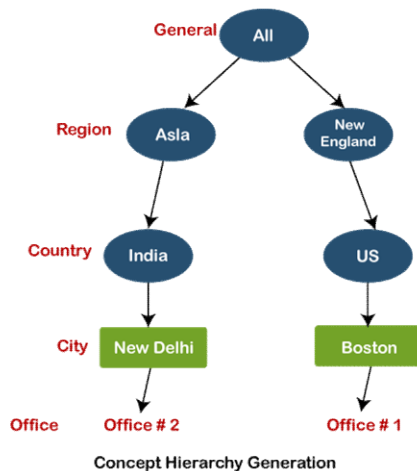 General All
Region Asla New
England
Country India US
City New Delhi Boston
Office Office # 2 Office # 1
Concept Hierarchy Generation